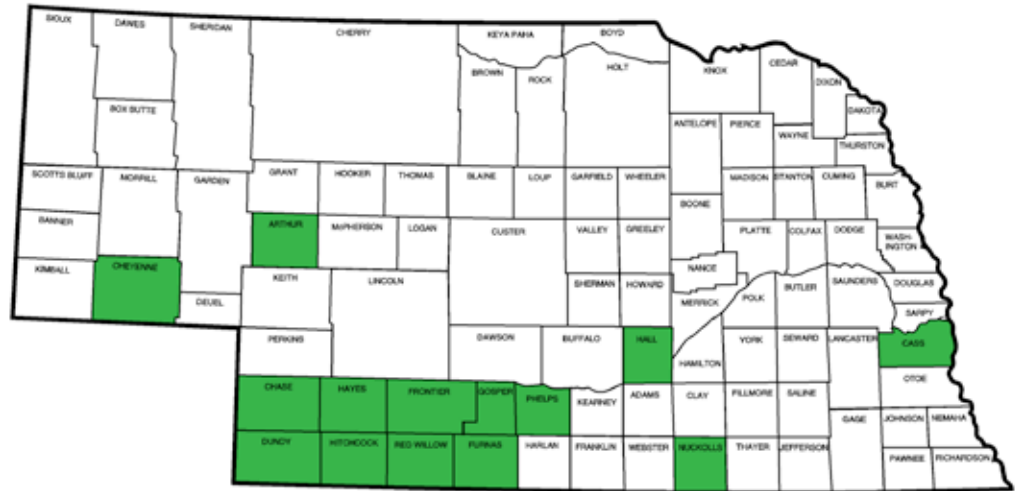 SIOUX
DAWES
SHERIDAN
CHERRY
KEYA PAHA
BOYD
BROWN
ROCK
HOLT
KNOX
CEDAR
DIXON
DAKOTA
BOX BUTTE
ANTELOPE
PIERCE
WAYNE
THURSTON
SCOTTS BLUFF
MORRILL
GARDEN
GRANT
HOOKER
THOMAS
BLAINE
LOUP
GARFIELD
WHEELER
MADISON
STANTON
CUMING
BURT
BOONE
BANNER
ARTHUR
McPHERSON
LOGAN
CUSTER
VALLEY
GREELEY
PLATTE
COLFAX
DODGE
WASH-
INGTON
KIMBALL
CHEYENNE
DEUEL
KEITH
LINCOLN
SHERMAN
HOWARD
NANCE
MERRICK
POLK
BUTLER
SAUNDERS
DOUGLAS
SARPY
PERKINS
DAWSON
BUFFALO
HALL
HAMILTON
YORK
SEWARD
LANCASTER
CASS
OTOE
CHASE
HAYES
FRONTIER
GOSPER
PHELPS
KEARNEY
ADAMS
CLAY
FILLMORE
SALINE
GAGE
JOHNSON
NEMAHA
DUNDY
HITCHCOCK
RED WILLOW
FURNAS
HARLAN
FRANKLIN
WEBSTER
NUCKOLLS
THAYER
JEFFERSON
PAWNEE
RICHARDSON